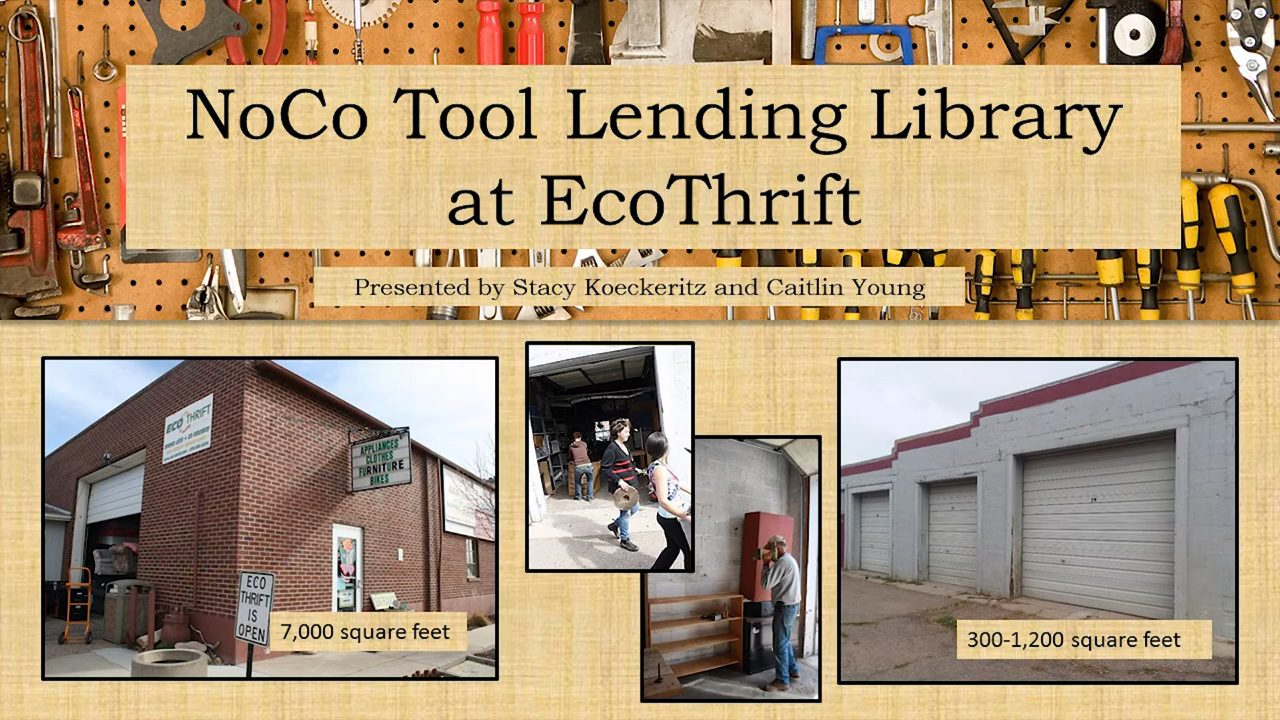 NoCo Tool Lending Library
at EcoThrift
Presented by Stacy Koeckeritz and Caitlin Young
ECO THRIFT
APPLIANCES
CLOTHES
FURNITURE
BIKES
ECO
THRIFT
IS
OPEN
7,000 square feet
300-1,200 square feet